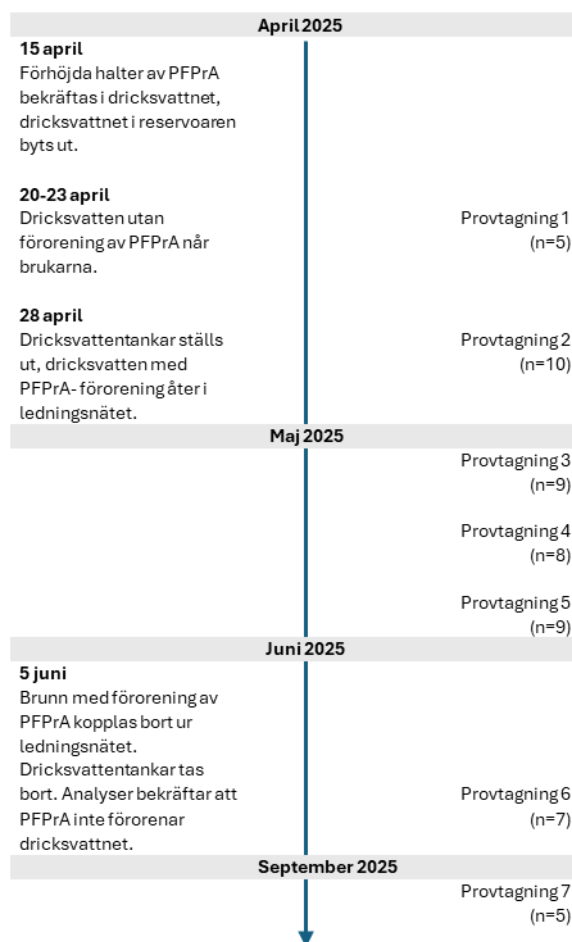 April 2025
15 april
Förhöjda halter av PFPrA
bekräftas i dricksvattnet,
dricksvattnet i reservoaren
byts ut.
20-23 april
Dricksvatten utan
förorening av PFPrA når
brukarna.
Provtagning 1
(n=5)
28 april
Dricksvattentankar ställs
ut, dricksvatten med
PFPrA- förorening åter i
ledningsnätet.
Provtagning 2
(n=10)
Maj 2025
Provtagning 3
(n=9)
Provtagning 4
(n=8)
Provtagning 5
(n=9)
Juni 2025
5 juni
Brunn med förorening av
PFPrA kopplas bort ur
ledningsnätet.
Dricksvattentankar tas
bort. Analyser bekräftar att
PFPrA inte förorenar
dricksvattnet.
Provtagning 6
(n=7)
September 2025
Provtagning 7
(n=5)